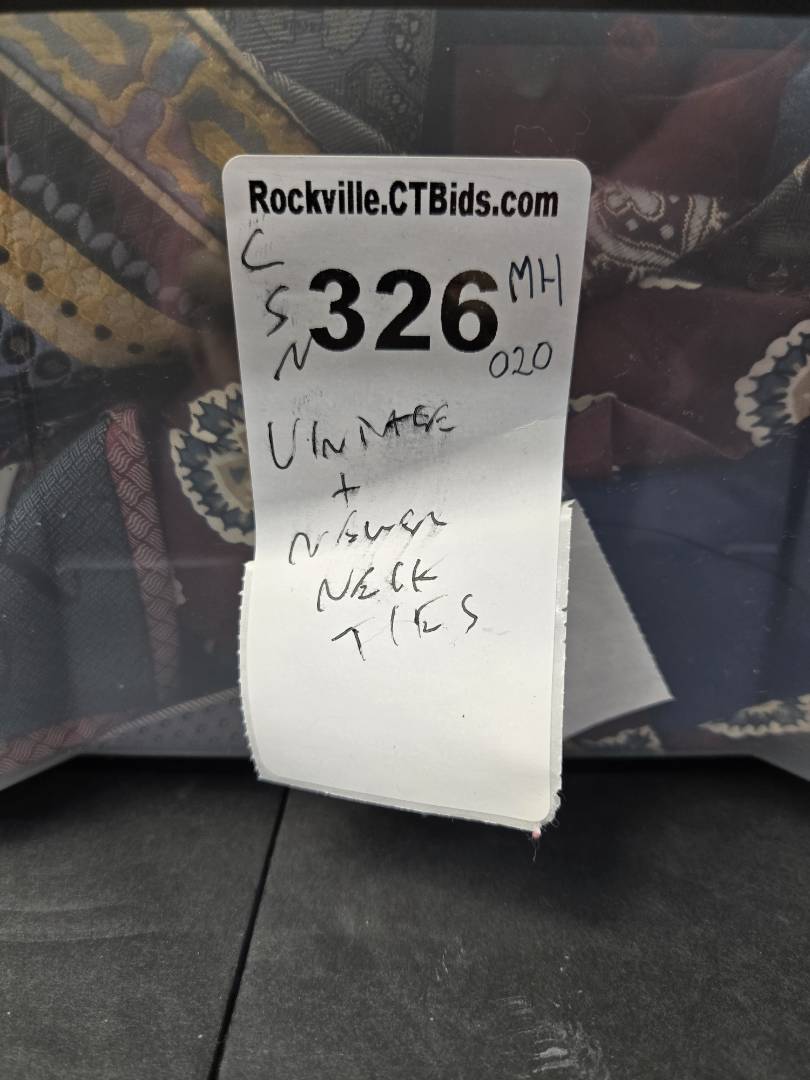 Rockville.CTBids.com
C
S
N
326
MH
020
VINTAGE
+
NEWER
NECK
TIES